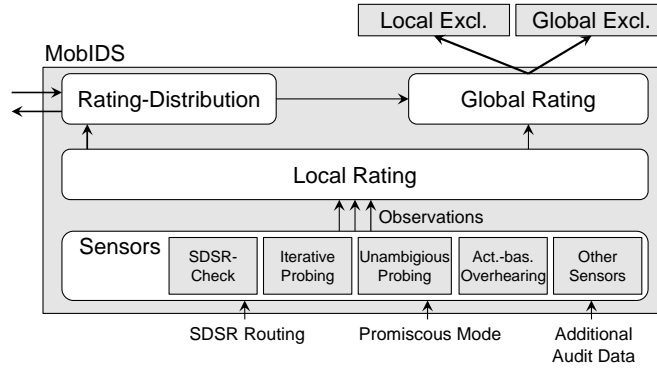 Local Excl.
Global Excl.
MobIDS
Rating-Distribution
Global Rating
Local Rating
Observations
Sensors
SDSR-
Check
Iterative
Probing
Unambigious
Probing
Act.-bas.
Overhearing
Other
Sensors
SDSR Routing
Promiscous Mode
Additional
Audit Data